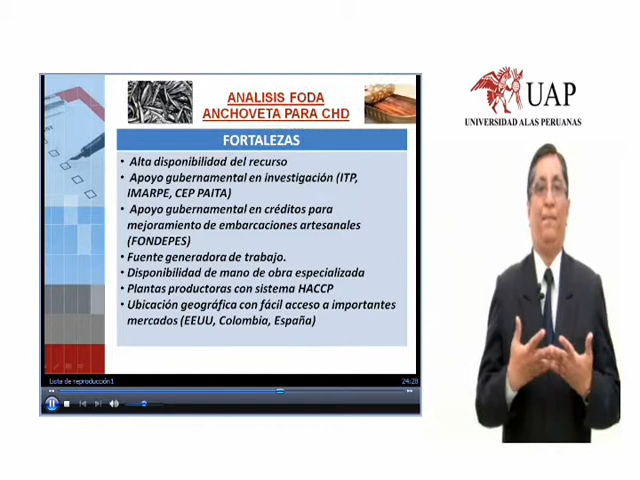 ANALISIS FODA
ANCHOVETA PARA CHD
FORTALEZAS
• Alta disponibilidad del recurso
• Apoyo gubernamental en investigación (ITP,
IMARPE, CEP PAITA)
• Apoyo gubernamental en créditos para
mejoramiento de embarcaciones artesanales
(FONDEPES)
• Fuente generadora de trabajo.
• Disponibilidad de mano de obra especializada
• Plantas productoras con sistema HACCP
• Ubicación geográfica con fácil acceso a importantes
mercados (EEUU, Colombia, España)
Lista de reproducción1
24:28
UAP
UNIVERSIDAD ALAS PERUANAS